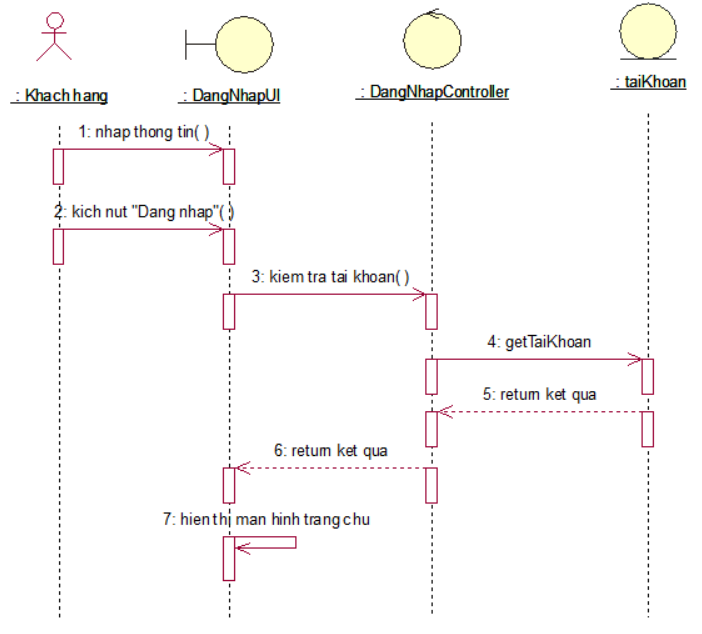 : Khach hang
: DangNhapUI
: DangNhapController
: taiKhoan
1: nhap thong tin( )
2: kich nut "Dang nhap"( )
3: kiem tra tai khoan( )
4: getTaiKhoan
5: return ket qua
6: return ket qua
7: hien thi man hinh trang chu